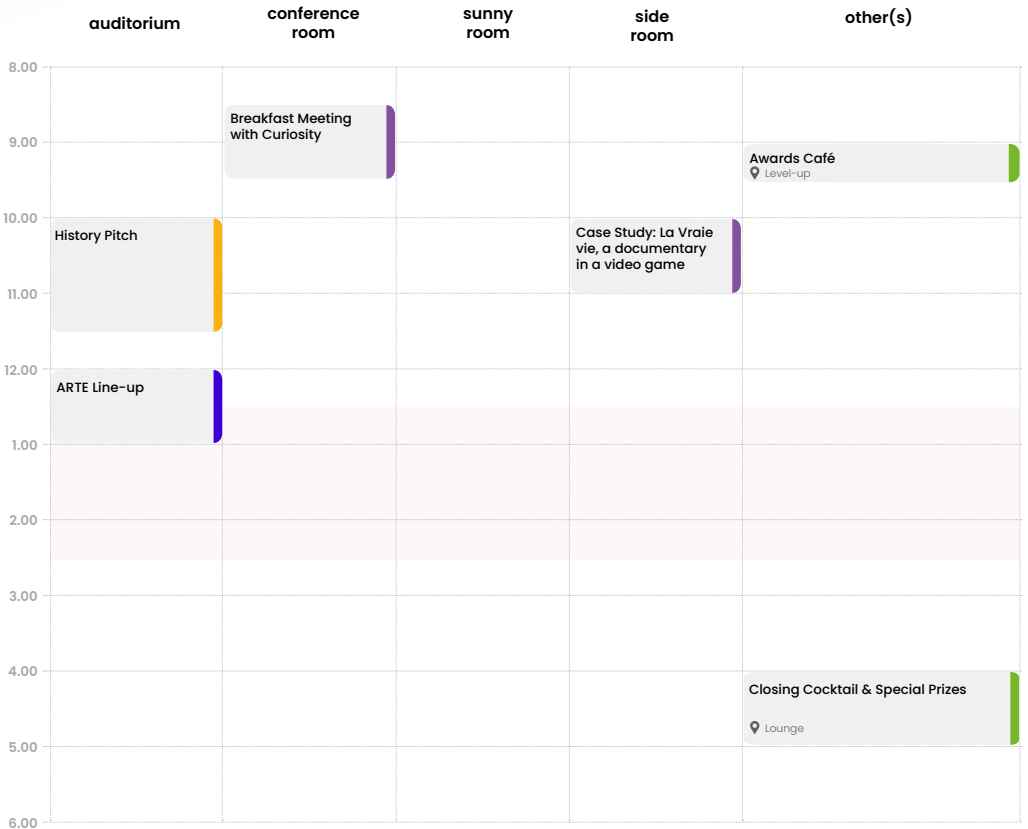 auditorium
conference
room
sunny
room
side
room
other(s)
8.00
Breakfast Meeting
with Curiosity
9.00
Awards Café
Level-up
10.00
History Pitch
Case Study: La Vraie
vie, a documentary
in a video game
11.00
12.00
ARTE Line-up
1.00
2.00
3.00
4.00
Closing Cocktail & Special Prizes
Lounge
5.00
6.00